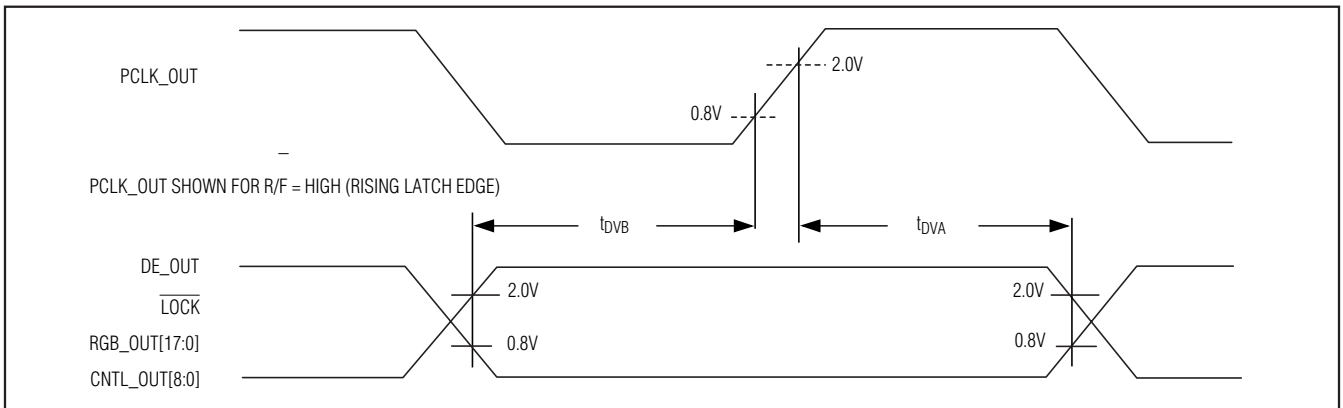 PCLK_OUT
2.0V
0.8V
PCLK_OUT SHOWN FOR R/F̅ = HIGH (RISING LATCH EDGE)
tDVB
tDVA
DE_OUT
2.0V
2.0V
L̅O̅C̅K̅
RGB_OUT[17:0]
0.8V
0.8V
CNTL_OUT[8:0]